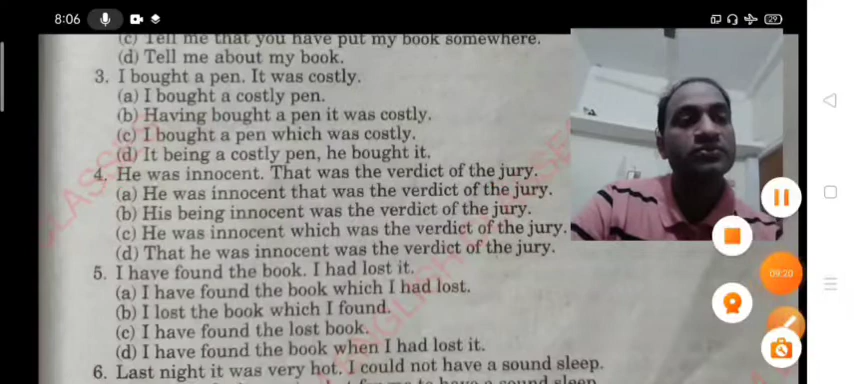 8:06
29
(c) Tell me that you have put my book somewhere.
(d) Tell me about my book.
3. I bought a pen. It was costly.
(a) I bought a costly pen.
(b) Having bought a pen it was costly.
(c) I bought a pen which was costly.
(d) It being a costly pen, he bought it.
4. He was innocent. That was the verdict of the jury.
(a) He was innocent that was the verdict of the jury.
(b) His being innocent was the verdict of the jury.
(c) He was innocent which was the verdict of the jury.
(d) That he was innocent was the verdict of the jury.
5. I have found the book. I had lost it.
(a) I have found the book which I had lost.
(b) I lost the book which I found.
(c) I have found the lost book.
(d) I have found the book when I had lost it.
6. Last night it was very hot. I could not have a sound sleep.
09:20